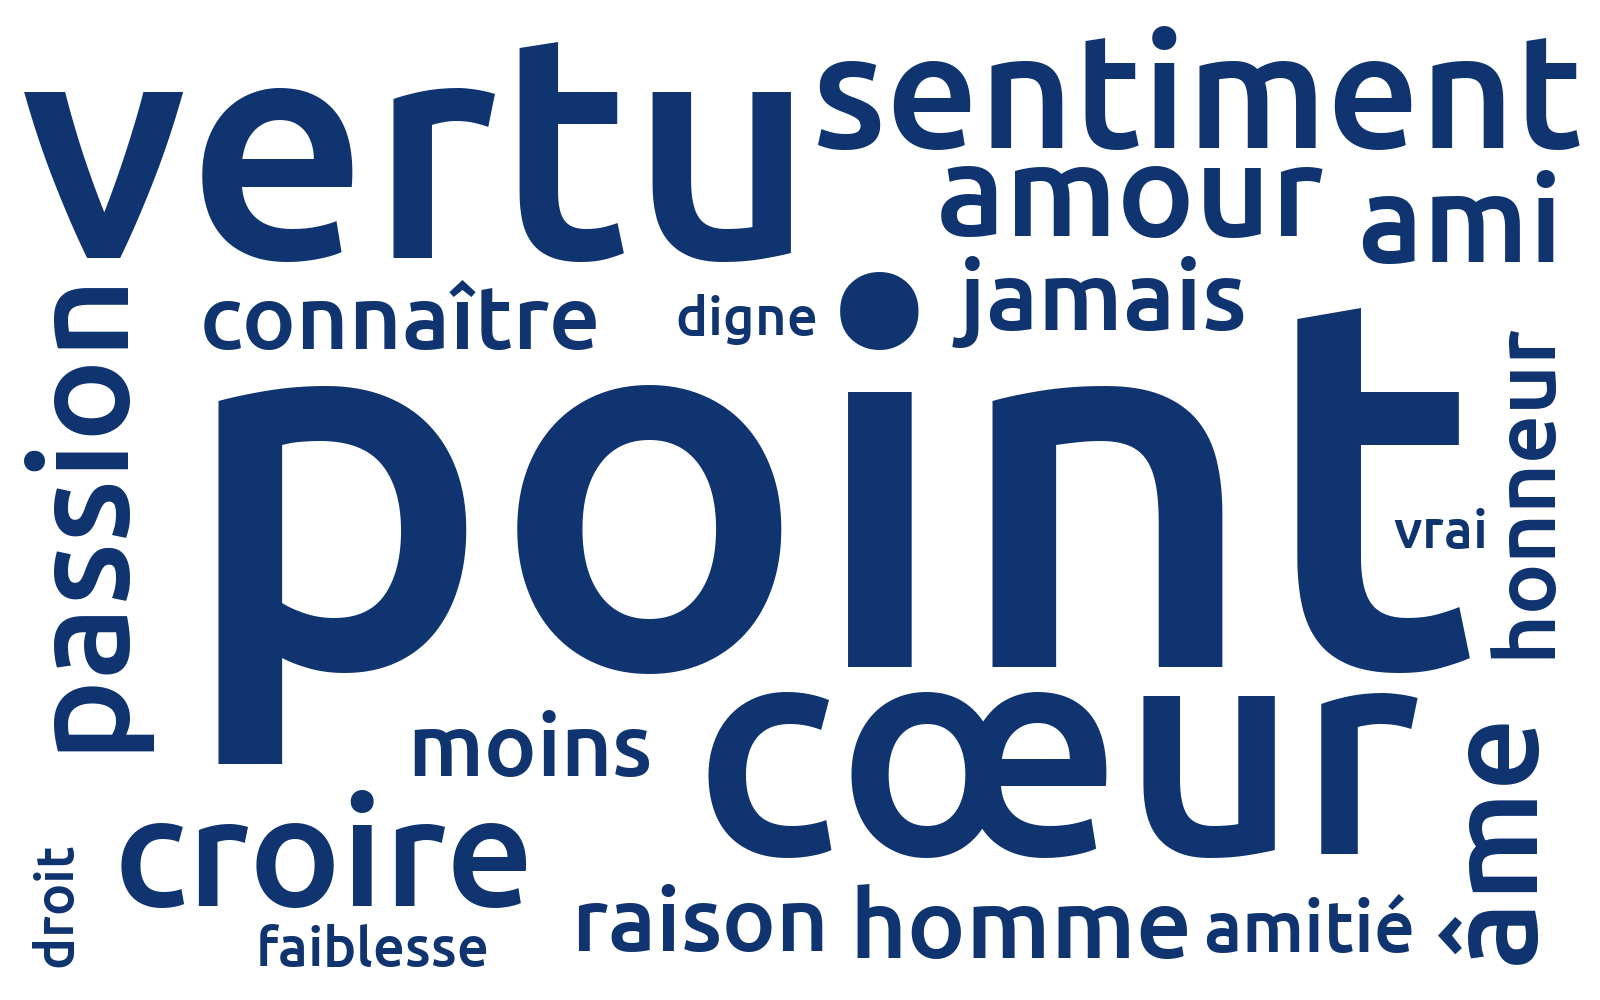 vertu
sentiment
amour
ami
connaître
digne
jamais
passion
point
honneur
vrai
moins
cœur
âme
croire
droit
faiblesse
raison
homme
amitié